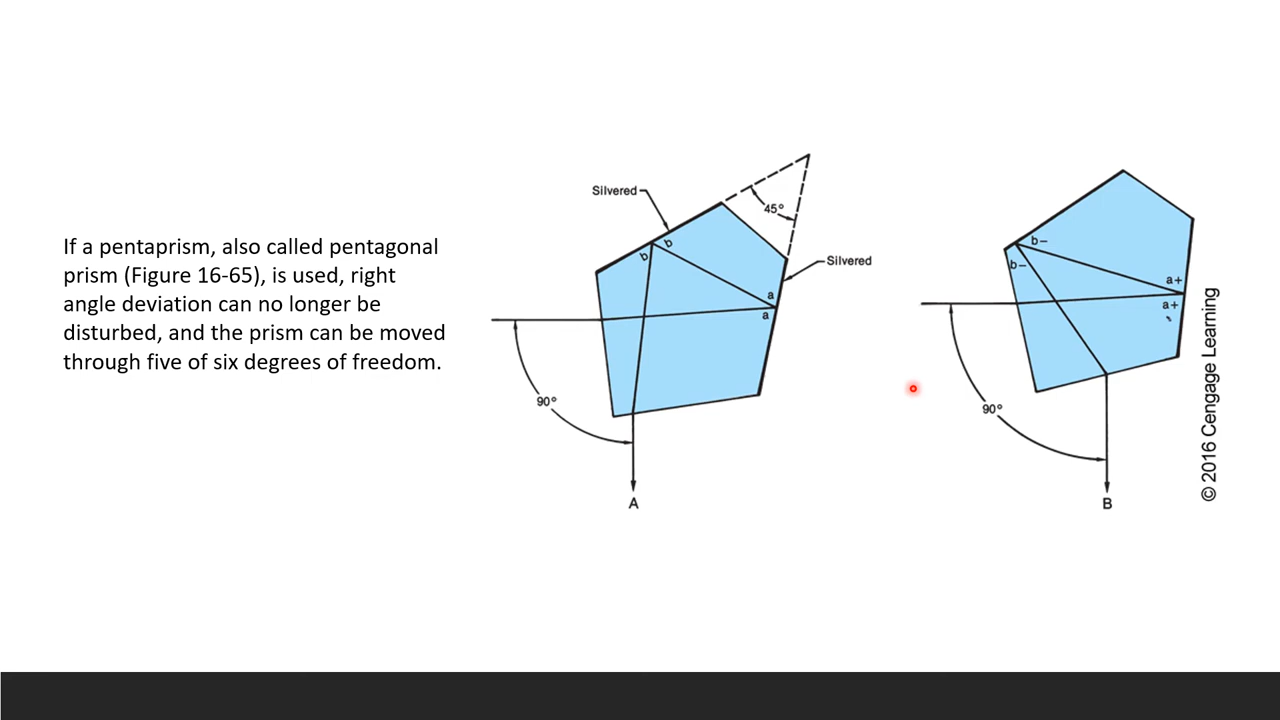 If a pentaprism, also called pentagonal
prism (Figure 16-65), is used, right
angle deviation can no longer be
disturbed, and the prism can be moved
through five of six degrees of freedom.
Silvered
45°
b
b
Silvered
a
a
90°
A
b-
b-
a+
a+
90°
B
© 2016 Cengage Learning